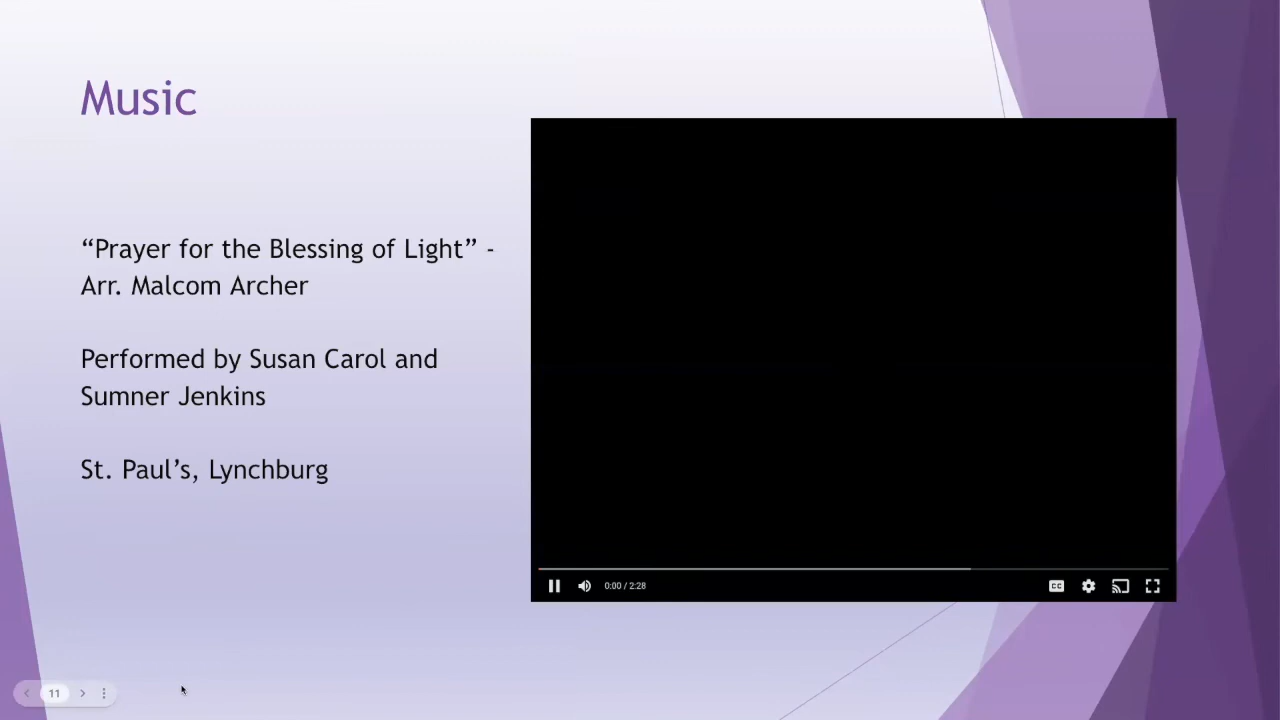 Music
“Prayer for the Blessing of Light” -
Arr. Malcom Archer
Performed by Susan Carol and
Sumner Jenkins
St. Paul’s, Lynchburg
0:00 / 2:28
CC
11